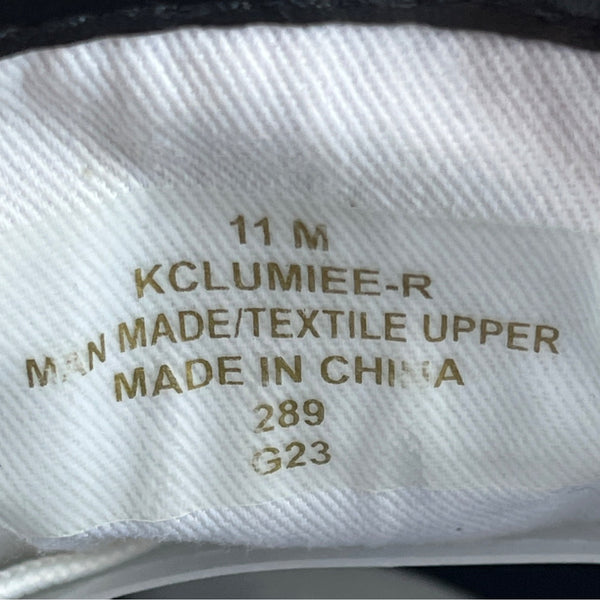 11 M
KCLUMIEE-R
MAN MADE/TEXTILE UPPER
MADE IN CHINA
289
G23